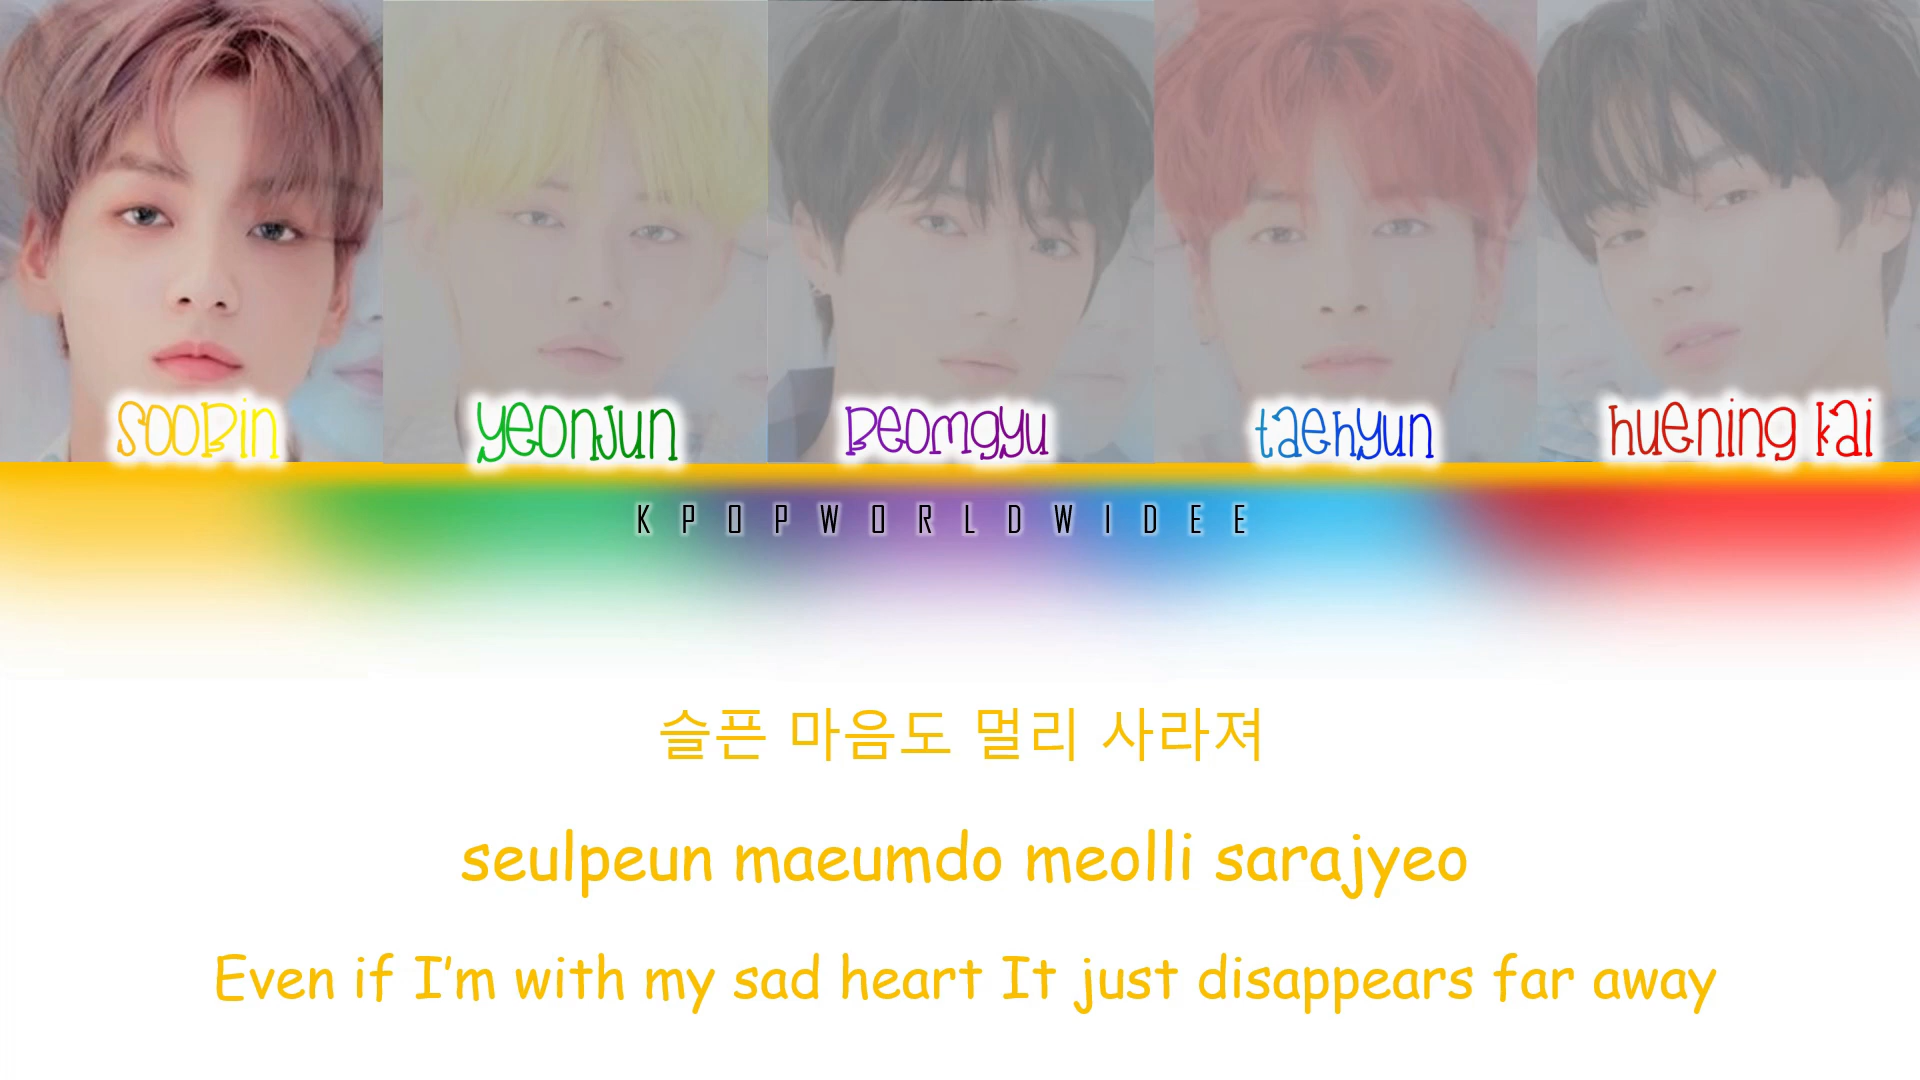 SooBin YeonJun Beomgyu taehyun huening kai
KPOPWORLDWIDEE
슬픈 마음도 멀리 사라져
seulpeun maeumdo meolli sarajyeo
Even if I'm with my sad heart It just disappears far away